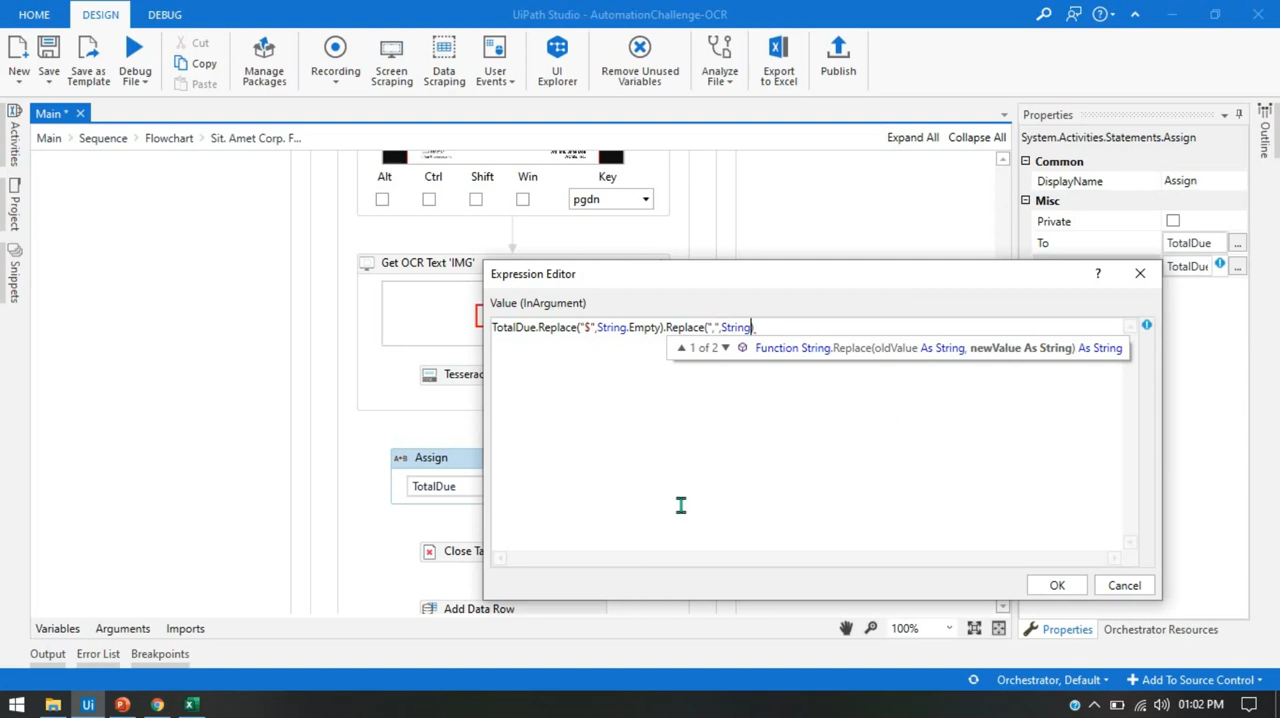 HOME
DESIGN
DEBUG
UiPath Studio - AutomationChallenge-OCR
New
Save
Save as Template
Debug File
Cut
Copy
Paste
Manage Packages
Recording
Screen Scraping
Data Scraping
User Events
UI Explorer
Remove Unused Variables
Analyze File
Export to Excel
Publish
Main *
Main > Sequence > Flowchart > Sit. Amet Corp. F...
Expand All
Collapse All
Activities
Project
Snippets
Alt
Ctrl
Shift
Win
Key
pgdn
Get OCR Text 'IMG'
Tesserac
A+B Assign
TotalDue
Close Ta
Add Data Row
Expression Editor
?
Value (InArgument)
TotalDue.Replace("$",String.Empty).Replace(",",String)
1 of 2 Function String.Replace(oldValue As String, newValue As String) As String
OK
Cancel
Properties
System.Activities.Statements.Assign
Common
DisplayName Assign
Misc
Private
To TotalDue ...
TotalDue ...
Outline
Variables
Arguments
Imports
100%
Properties
Orchestrator Resources
Output
Error List
Breakpoints
Orchestrator, Default
Add To Source Control
Ui
01:02 PM